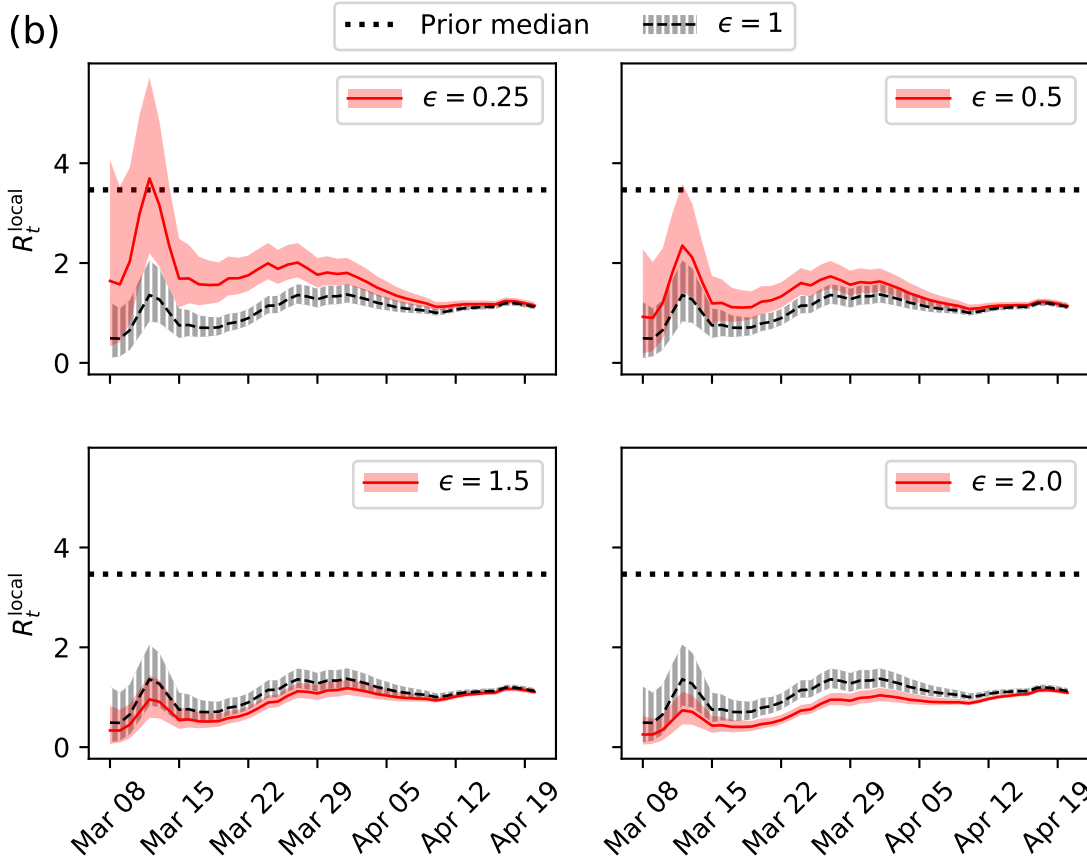 (b)
Prior median
ϵ = 1
ϵ = 0.25
ϵ = 0.5
4
2
0
R_t^local
ϵ = 1.5
ϵ = 2.0
4
2
0
R_t^local
Mar 08
Mar 15
Mar 22
Mar 29
Apr 05
Apr 12
Apr 19
Mar 08
Mar 15
Mar 22
Mar 29
Apr 05
Apr 12
Apr 19